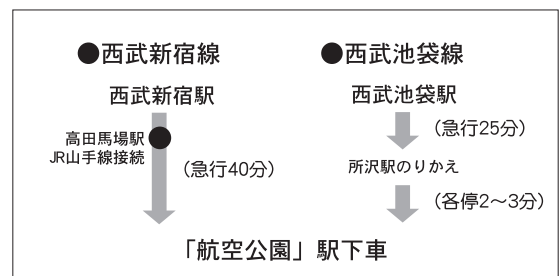 ●西武新宿線
西武新宿駅
高田馬場駅
JR山手線接続
(急行40分)
●西武池袋線
西武池袋駅
(急行25分)
所沢駅のりかえ
(各停2～3分)
「航空公園」駅下車